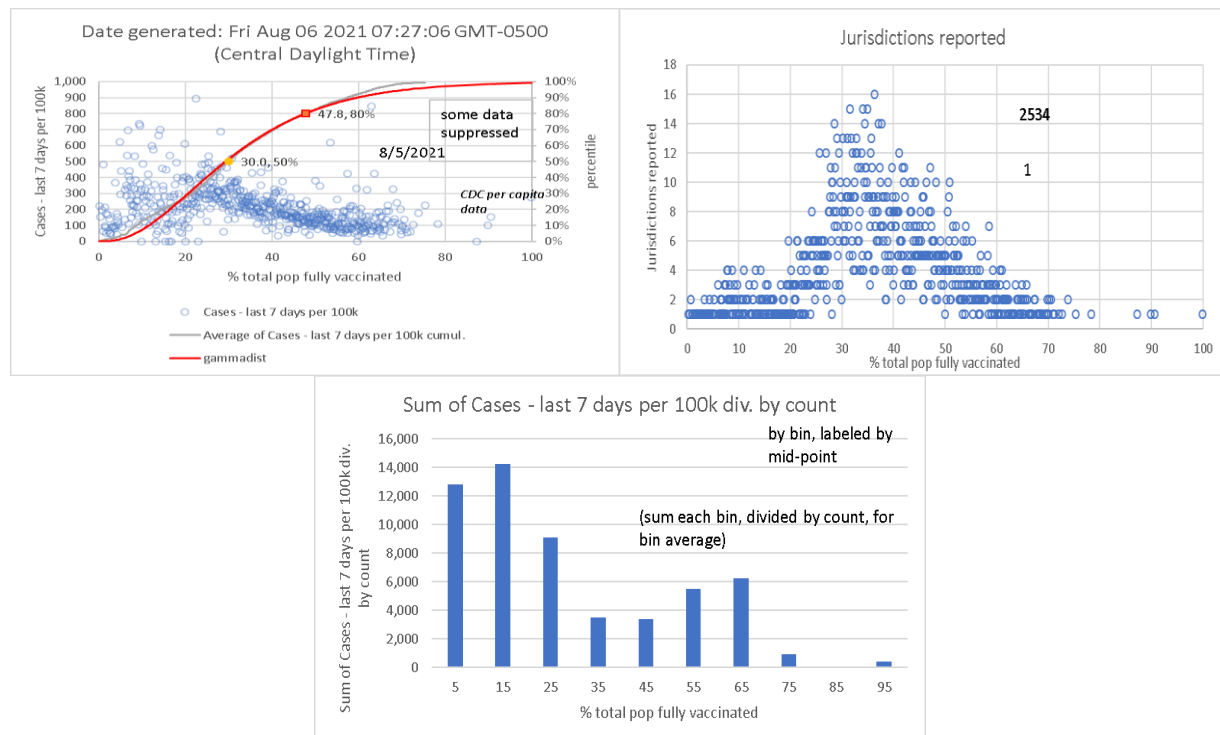 Date generated: Fri Aug 06 2021 07:27:06 GMT-0500
(Central Daylight Time)
Cases - last 7 days per 100k
1,000
900
800
700
600
500
400
300
200
100
0
100%
90%
80%
70%
60%
50%
40%
30%
20%
10%
0%
percentile
47.8, 80%
30.0, 50%
some data
suppressed
8/5/2021
CDC per capita
data
0 20 40 60 80 100
% total pop fully vaccinated
Cases - last 7 days per 100k
Average of Cases - last 7 days per 100k cumul.
gammadist
Jurisdictions reported
Jurisdictions reported
18
16
14
12
10
8
6
4
2
0
2534
1
0 10 20 30 40 50 60 70 80 90 100
% total pop fully vaccinated
Sum of Cases - last 7 days per 100k div. by count
Sum of Cases - last 7 days per 100k div.
by count
16,000
14,000
12,000
10,000
8,000
6,000
4,000
2,000
0
by bin, labeled by
mid-point
(sum each bin, divided by count, for
bin average)
5 15 25 35 45 55 65 75 85 95
% total pop fully vaccinated